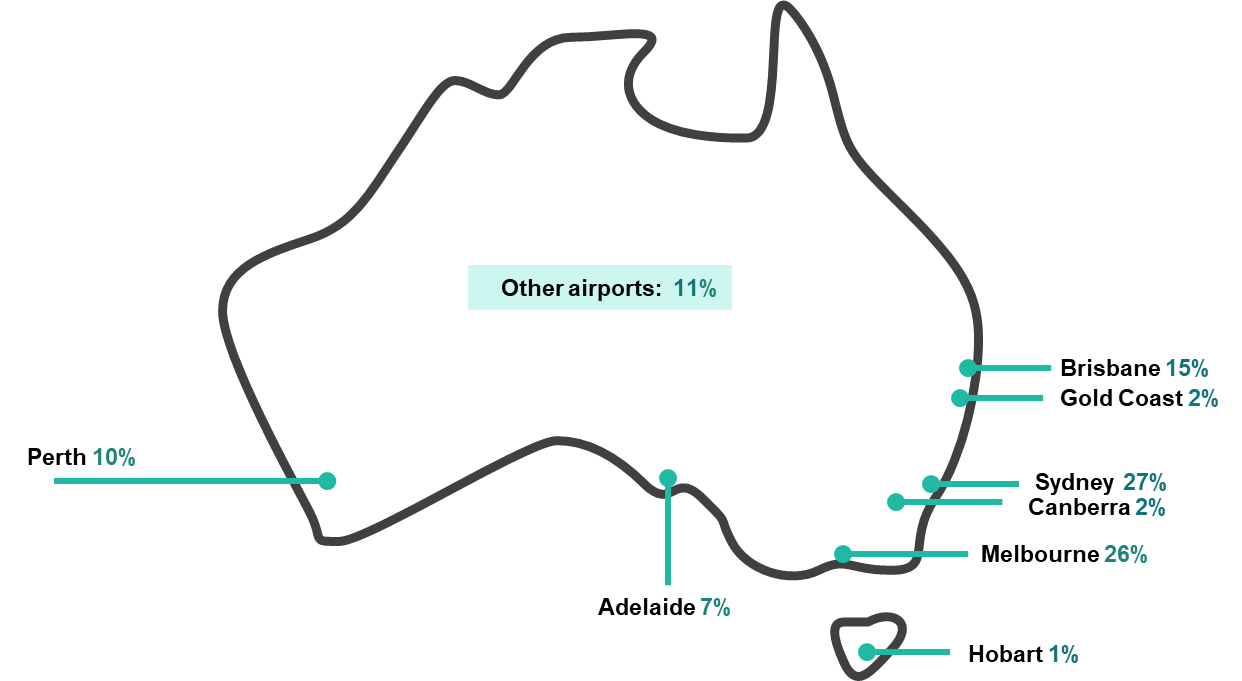 Other airports: 11%
Brisbane 15%
Gold Coast 2%
Perth 10%
Sydney 27%
Canberra 2%
Melbourne 26%
Adelaide 7%
Hobart 1%